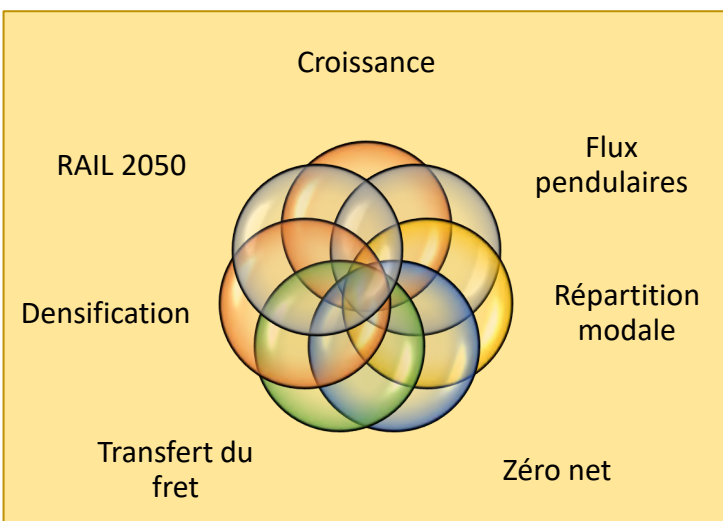 Croissance
RAIL 2050
Flux
pendulaires
Densification
Répartition
modale
Transfert du
fret
Zéro net